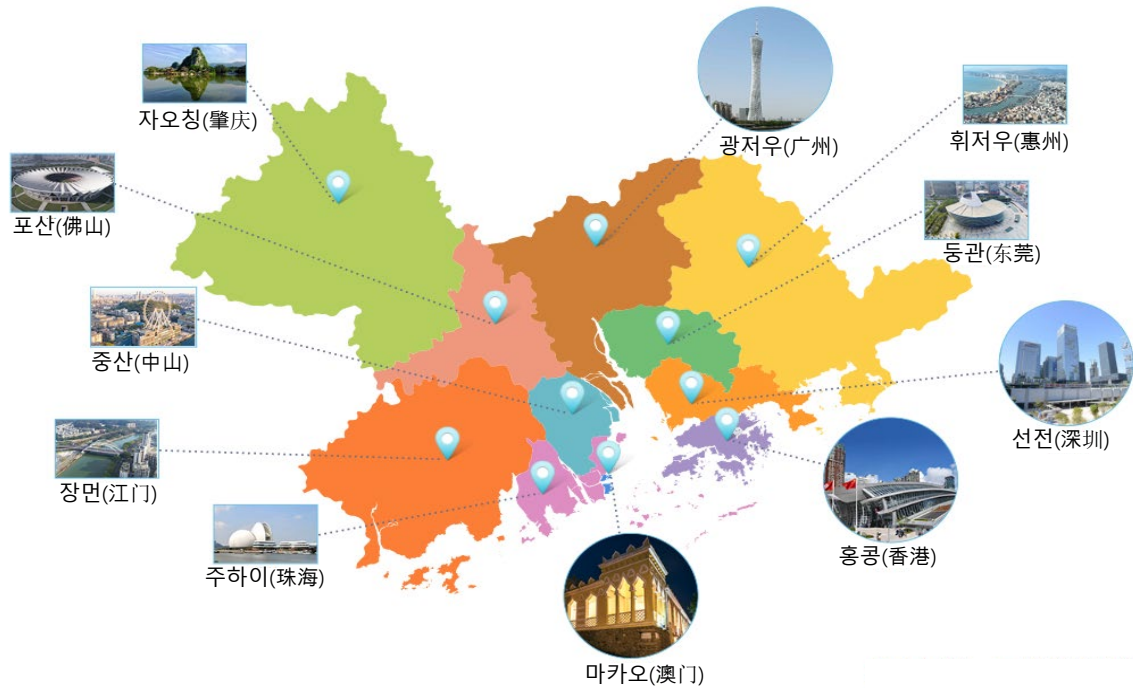 자오칭(肇庆)
광저우(广州)
휘저우(惠州)
포산(佛山)
둥관(东莞)
중산(中山)
선전(深圳)
장먼(江门)
홍콩(香港)
주하이(珠海)
마카오(澳门)